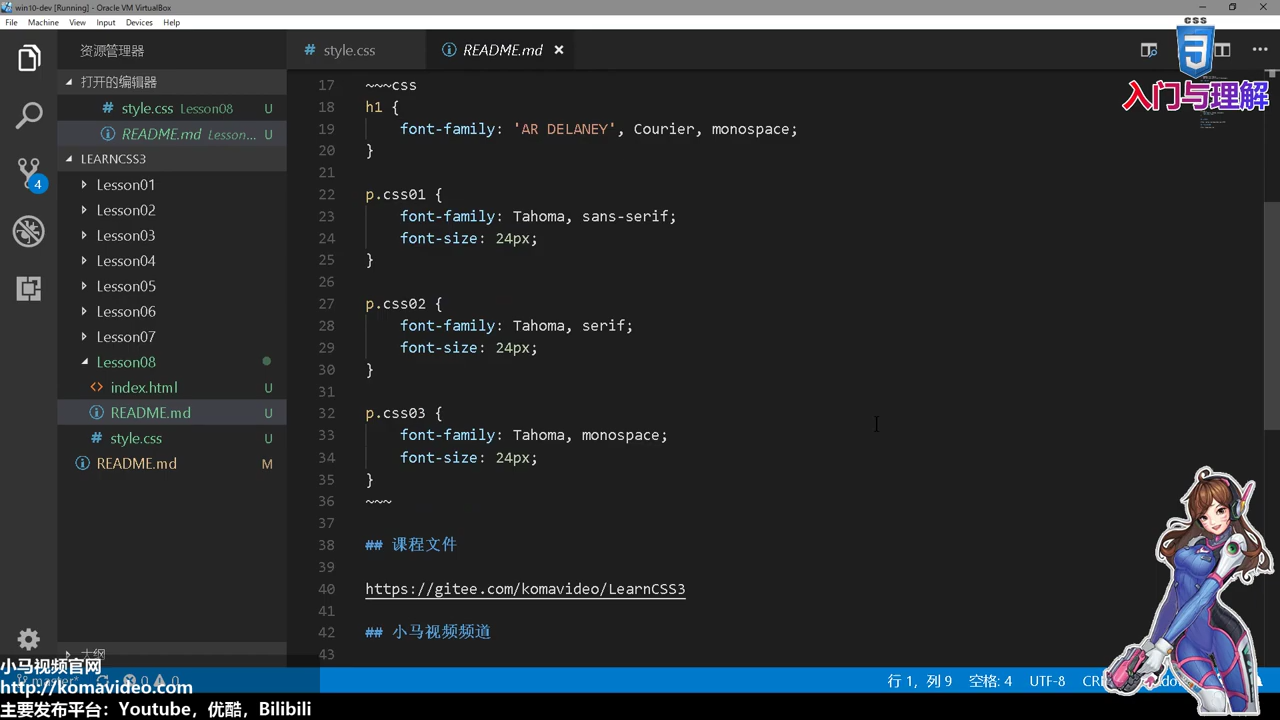 win10-dev [Running] - Oracle VM VirtualBox
File Machine View Input Devices Help
资源管理器
打开的编辑器
# style.css Lesson08 U
README.md Lesson... U
LEARNCSS3
Lesson01
Lesson02
Lesson03
4
Lesson04
Lesson05
Lesson06
Lesson07
Lesson08
<> index.html U
README.md U
# style.css U
README.md M
大纲
# style.css
README.md
CSS
3
入门与理解
17 ~~~css
18 h1 {
19 font-family: 'AR DELANEY', Courier, monospace;
20 }
21
22 p.css01 {
23 font-family: Tahoma, sans-serif;
24 font-size: 24px;
25 }
26
27 p.css02 {
28 font-family: Tahoma, serif;
29 font-size: 24px;
30 }
31
32 p.css03 {
33 font-family: Tahoma, monospace;
34 font-size: 24px;
35 }
36 ~~~
37
38 ## 课程文件
39
40 https://gitee.com/komavideo/LearnCSS3
41
42 ## 小马视频频道
43
小马视频官网
http://komavideo.com
主要发布平台：Youtube，优酷，Bilibili
master* 0 0
行 1，列 9 空格: 4 UTF-8